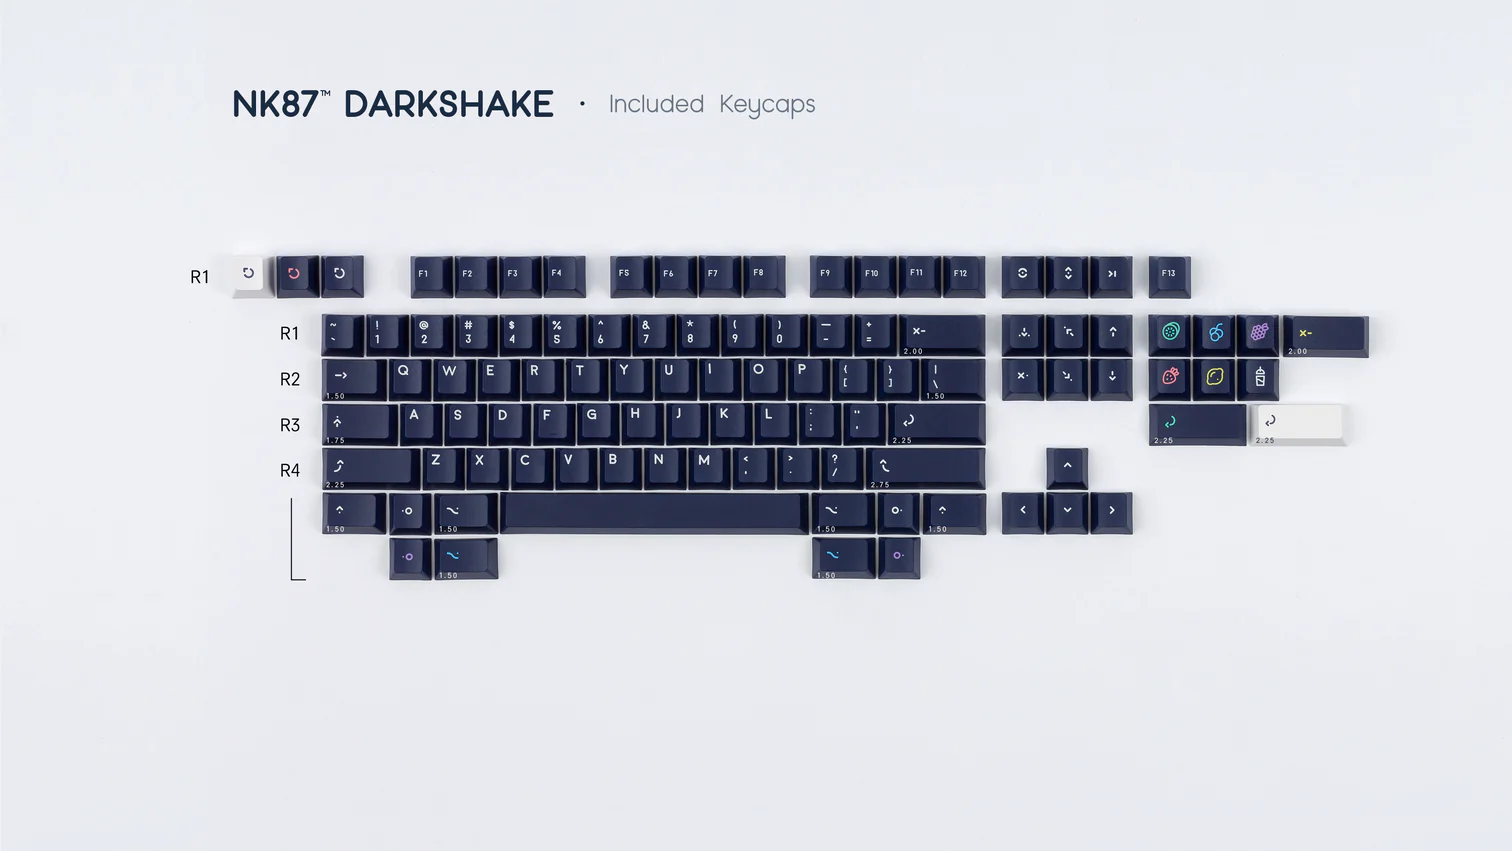 NK87™ DARKSHAKE • Included Keycaps
R1
F1 F2 F3 F4 F5 F6 F7 F8 F9 F10 F11 F12 F13
R1
~ ! @ # $ % ^ & * ( ) — +
` 1 2 3 4 5 6 7 8 9 0 - =
2.00 2.00
R2
Q W E R T Y U I O P { } |
[ ] \
1.50 1.50
R3
A S D F G H J K L : "
; '
1.75 2.25 2.25 2.25
R4
Z X C V B N M < > ?
, . /
2.25 2.75
1.50 1.50 1.50 1.50
1.50 1.50